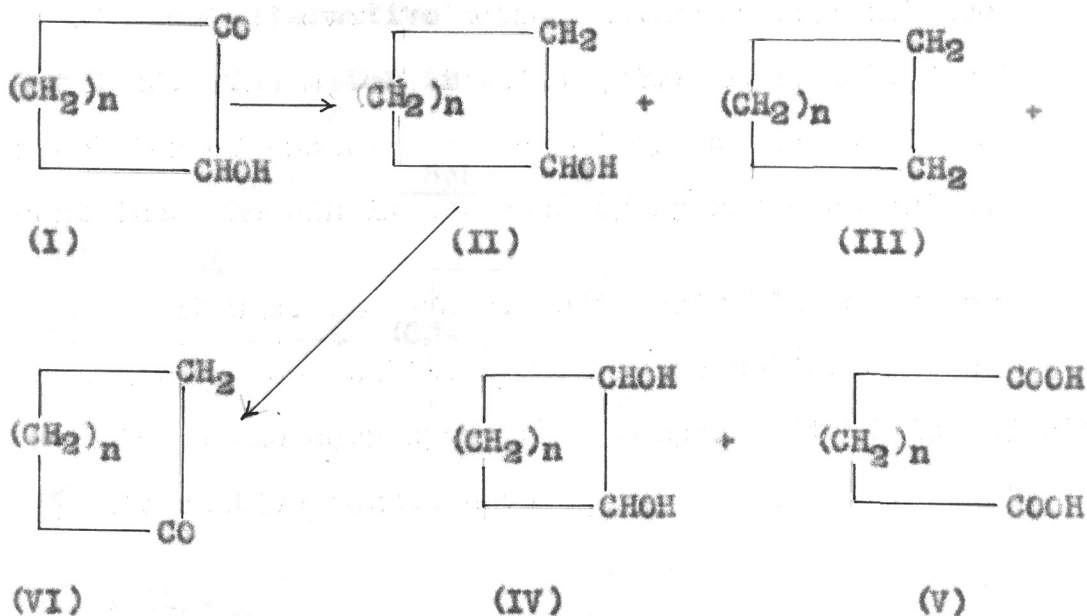 CO CH₂ CH₂
(CH₂)ₙ (CH₂)ₙ + (CH₂)ₙ +
CHOH CHOH CH₂
(I) (II) (III)
CH₂ CHOH COOH
(CH₂)ₙ (CH₂)ₙ + (CH₂)ₙ
CO CHOH COOH
(VI) (IV) (V)